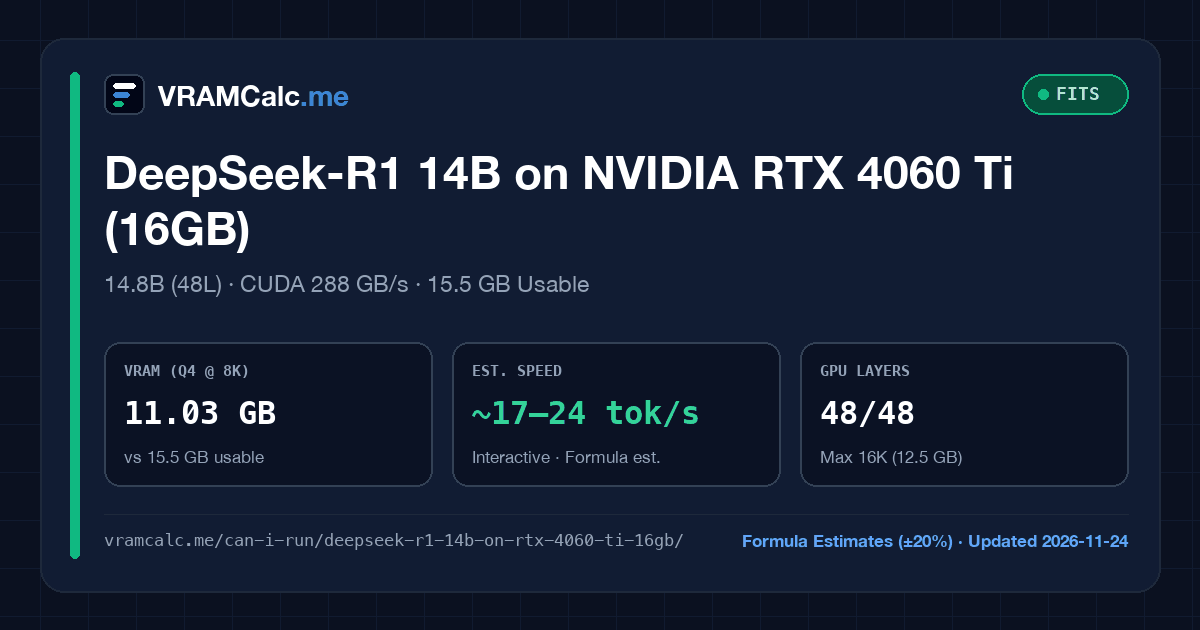 VRAMCalc.me
FITS
DeepSeek-R1 14B on NVIDIA RTX 4060 Ti
(16GB)
14.8B (48L) · CUDA 288 GB/s · 15.5 GB Usable
VRAM (Q4 @ 8K)
11.03 GB
vs 15.5 GB usable
EST. SPEED
~17–24 tok/s
Interactive · Formula est.
GPU LAYERS
48/48
Max 16K (12.5 GB)
vramcalc.me/can-i-run/deepseek-r1-14b-on-rtx-4060-ti-16gb/
Formula Estimates (±20%) · Updated 2026-11-24